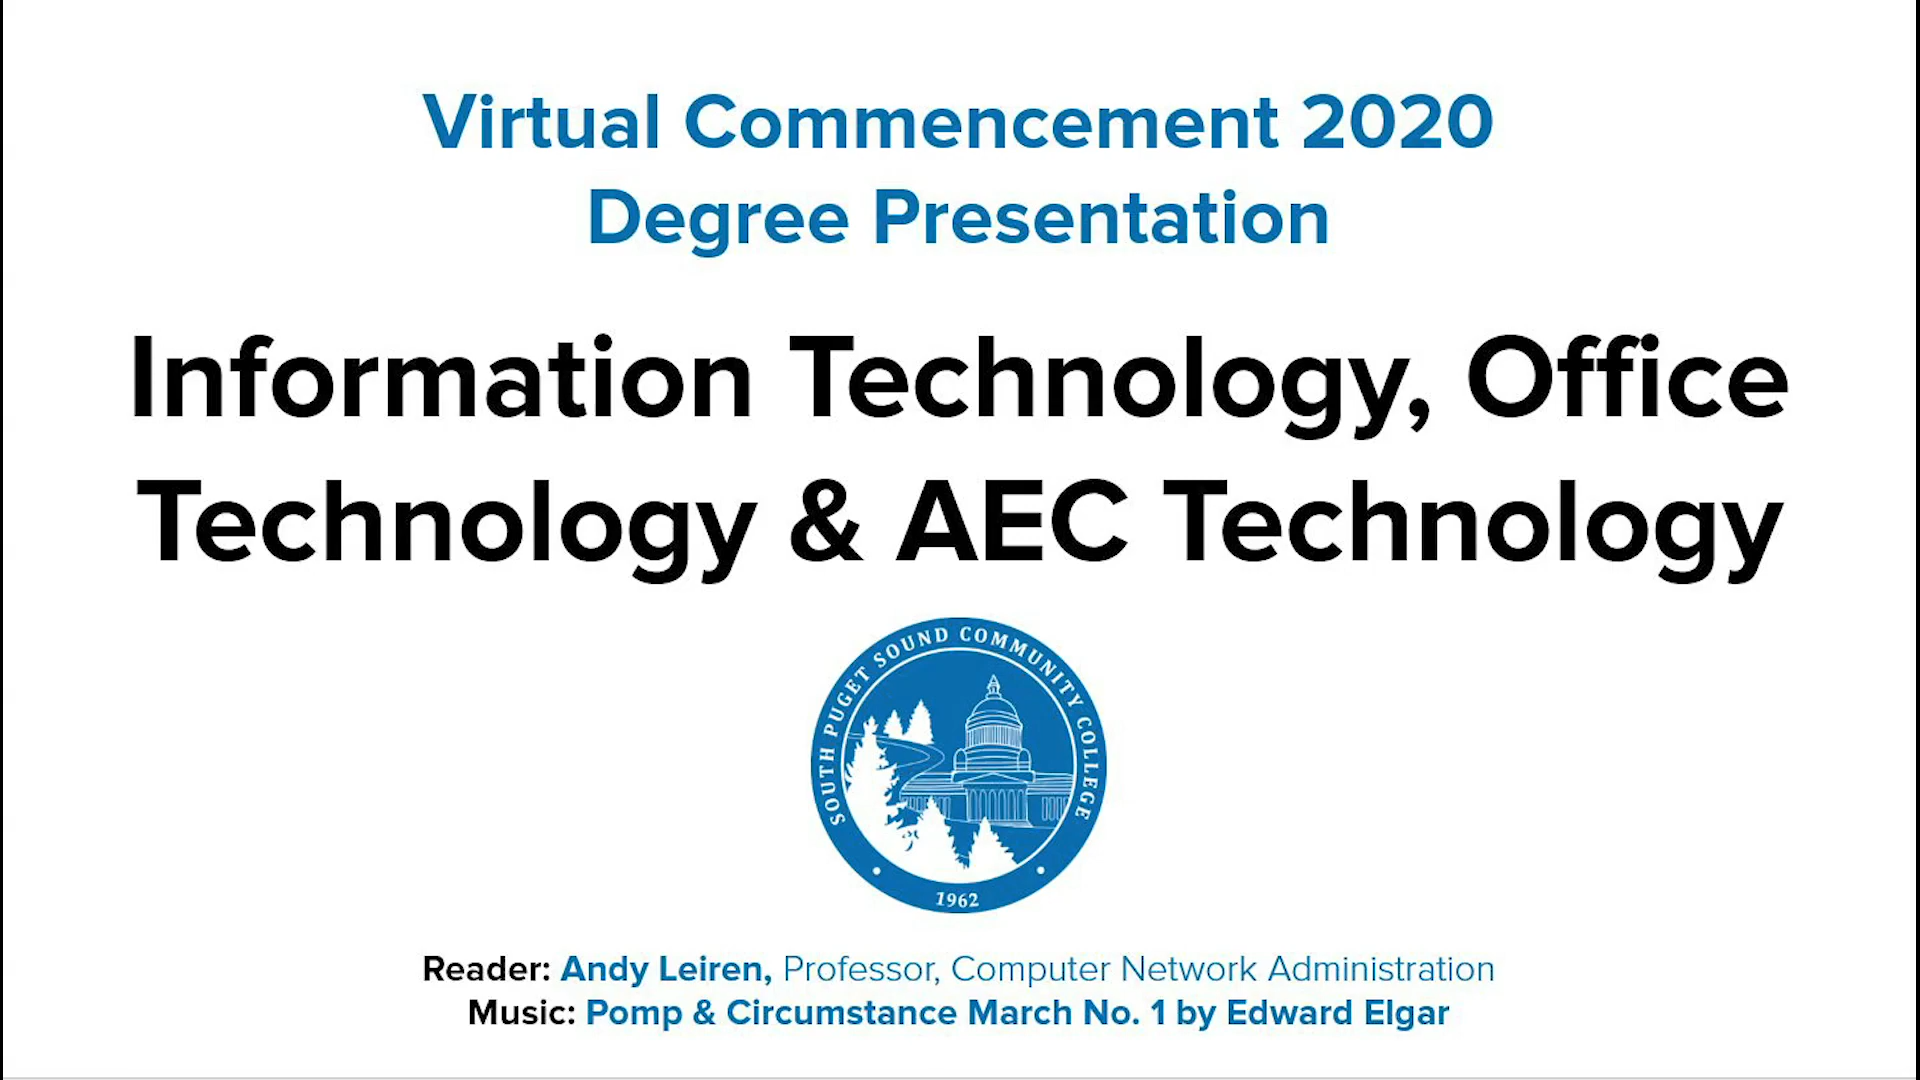 Virtual Commencement 2020
Degree Presentation
Information Technology, Office
Technology & AEC Technology
SOUTH PUGET SOUND COMMUNITY COLLEGE
1962
Reader: Andy Leiren, Professor, Computer Network Administration
Music: Pomp & Circumstance March No. 1 by Edward Elgar